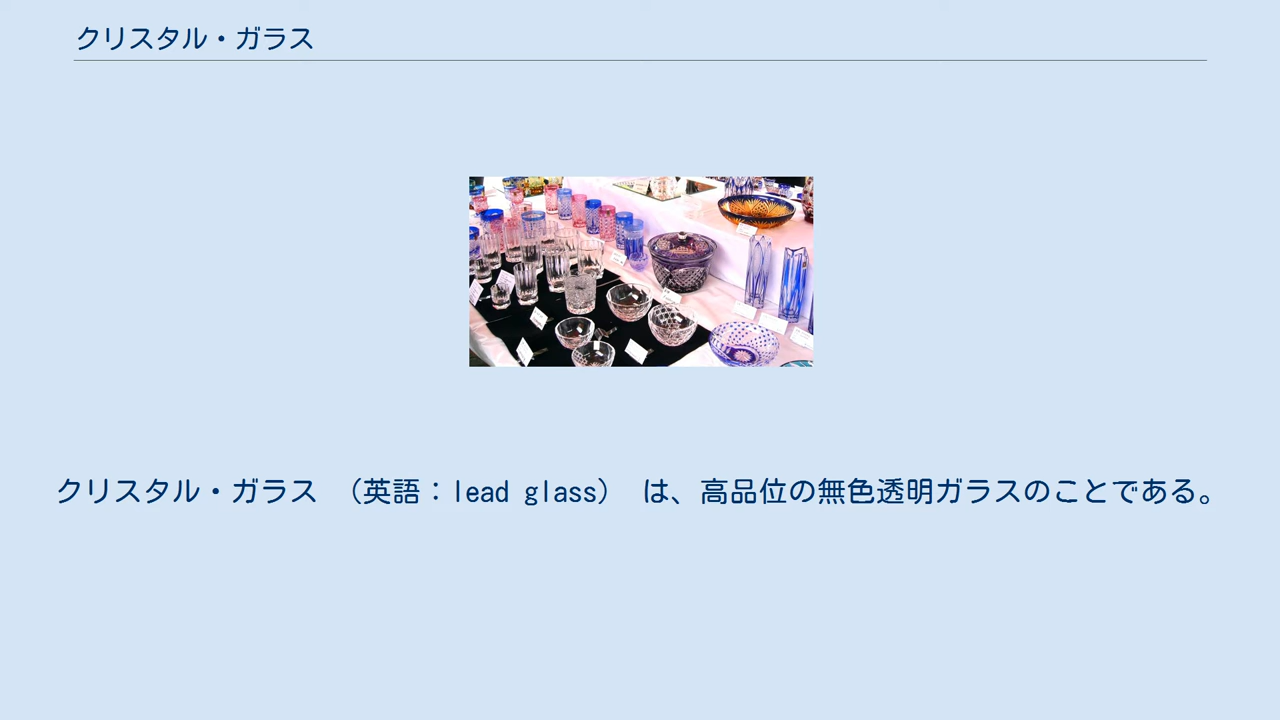 クリスタル・ガラス
クリスタル・ガラス （英語：lead glass） は、高品位の無色透明ガラスのことである。